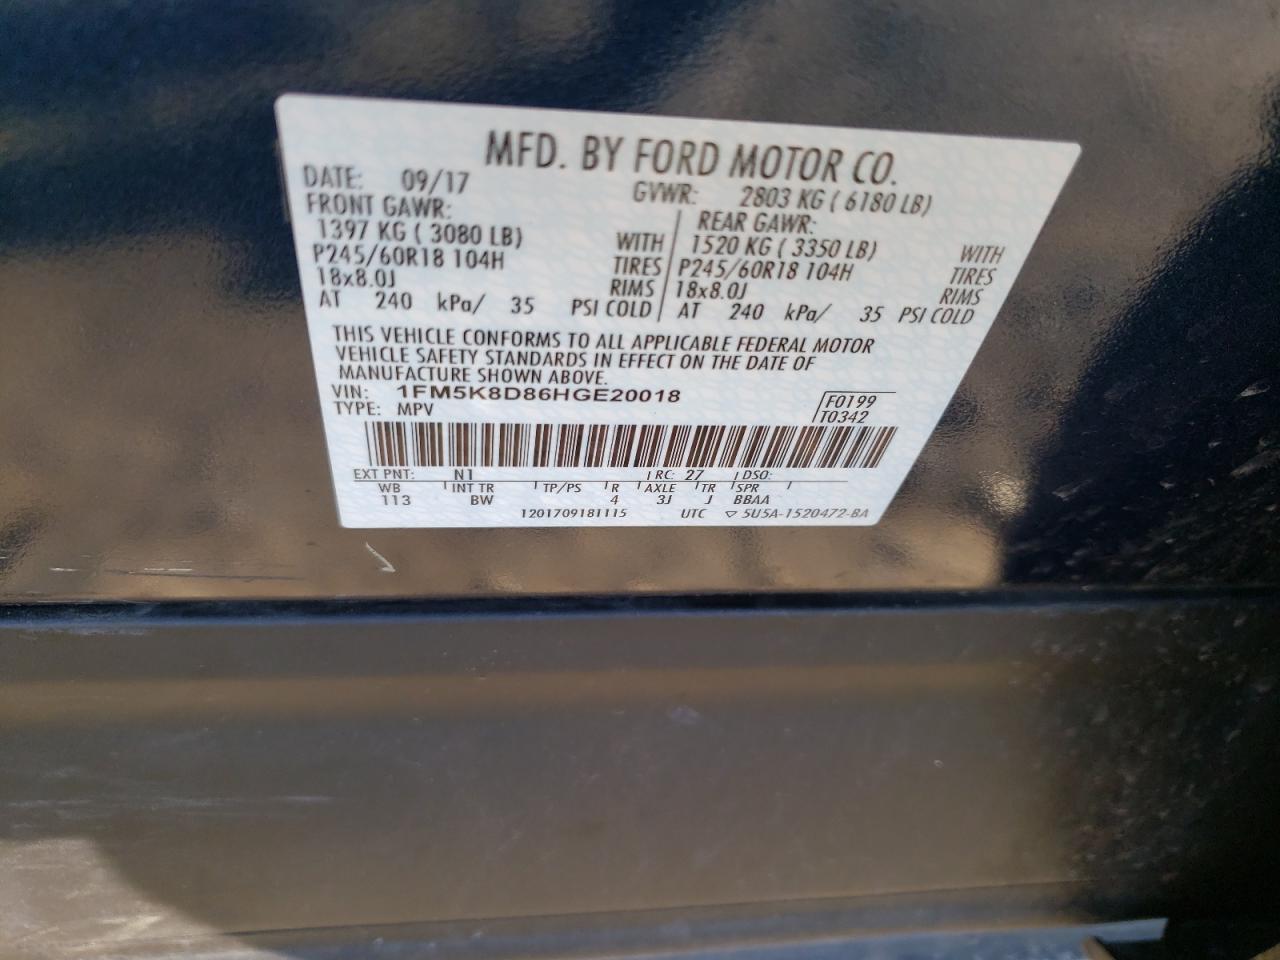 MFD. BY FORD MOTOR CO.
DATE: 09/17 GVWR: 2803 KG ( 6180 LB)
FRONT GAWR: REAR GAWR:
1397 KG ( 3080 LB) WITH 1520 KG ( 3350 LB) WITH
P245/60R18 104H TIRES P245/60R18 104H TIRES
18x8.0J RIMS 18x8.0J RIMS
AT 240 kPa/ 35 PSI COLD AT 240 kPa/ 35 PSI COLD
THIS VEHICLE CONFORMS TO ALL APPLICABLE FEDERAL MOTOR
VEHICLE SAFETY STANDARDS IN EFFECT ON THE DATE OF
MANUFACTURE SHOWN ABOVE.
VIN: 1FM5K8D86HGE20018 F0199
TYPE: MPV T0342
EXT PNT: N1 RC: 27 DSO:
WB INT TR TP/PS R AXLE TR SPR
113 BW 4 3J J BBAA
1201709181115 UTC ▽ 5U5A-1520472-BA